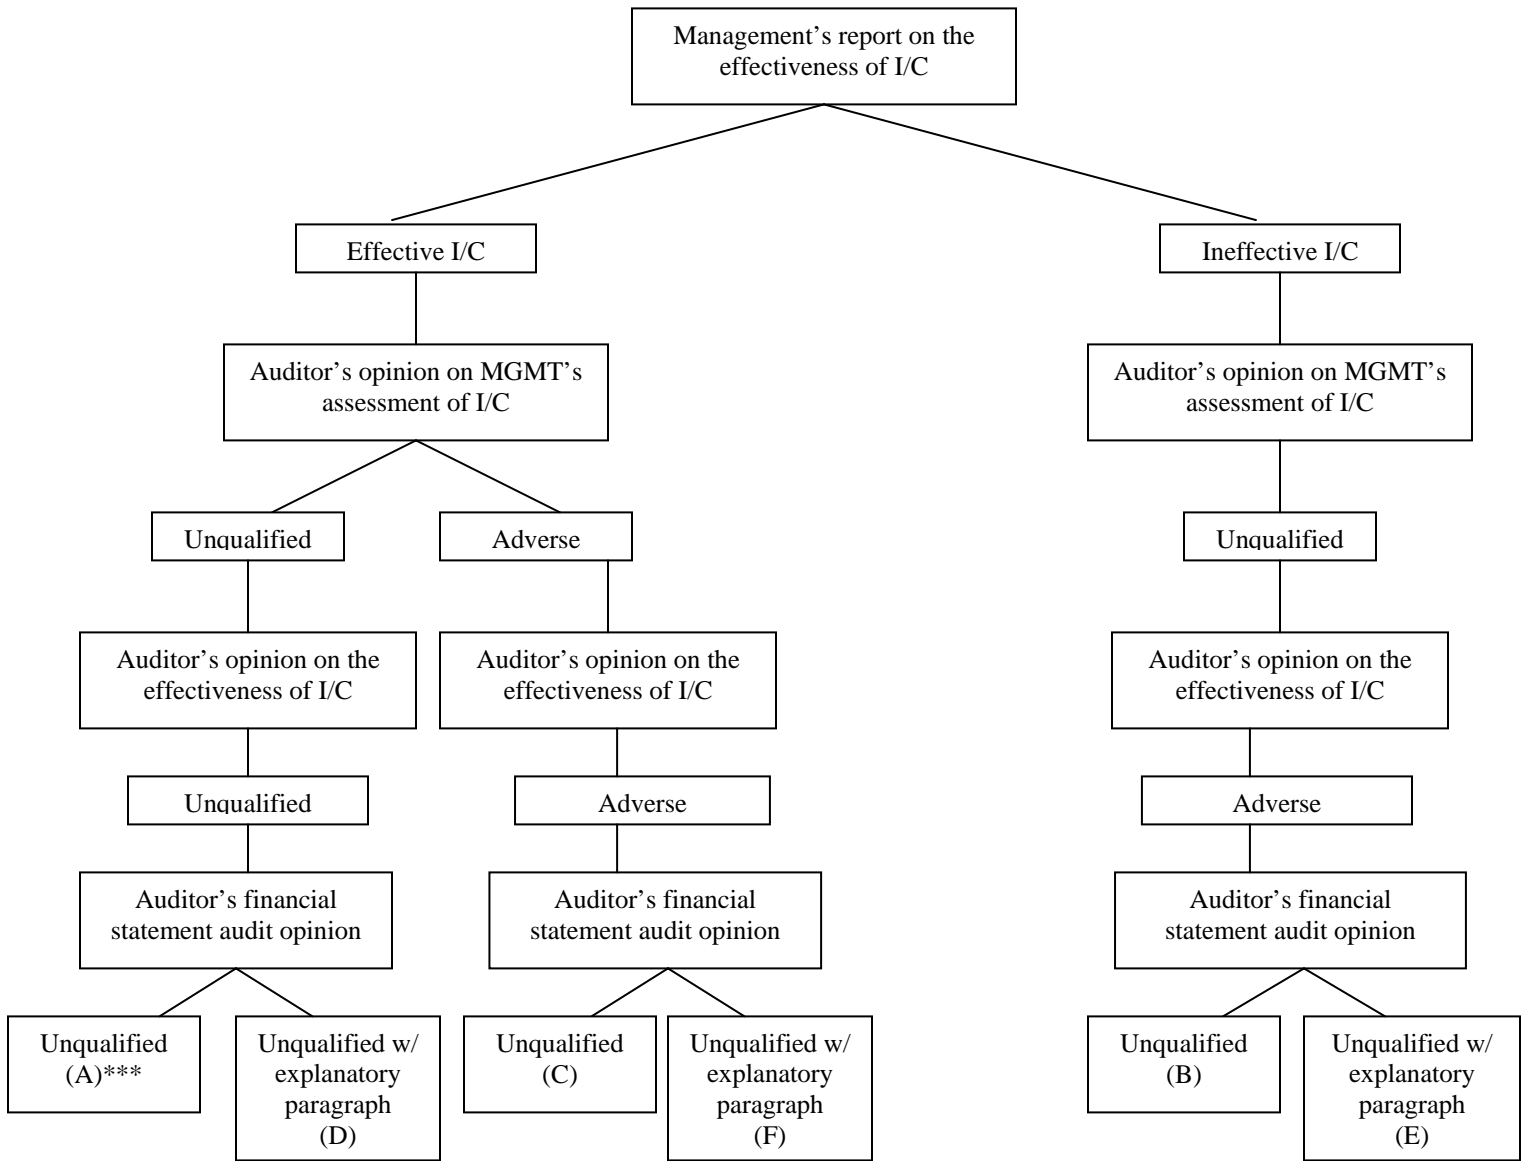 Management’s report on the
effectiveness of I/C
Effective I/C
Ineffective I/C
Auditor’s opinion on MGMT’s
assessment of I/C
Auditor’s opinion on MGMT’s
assessment of I/C
Unqualified
Adverse
Unqualified
Auditor’s opinion on the
effectiveness of I/C
Auditor’s opinion on the
effectiveness of I/C
Auditor’s opinion on the
effectiveness of I/C
Unqualified
Adverse
Adverse
Auditor’s financial
statement audit opinion
Auditor’s financial
statement audit opinion
Auditor’s financial
statement audit opinion
Unqualified
(A)***
Unqualified w/
explanatory
paragraph
(D)
Unqualified
(C)
Unqualified w/
explanatory
paragraph
(F)
Unqualified
(B)
Unqualified w/
explanatory
paragraph
(E)